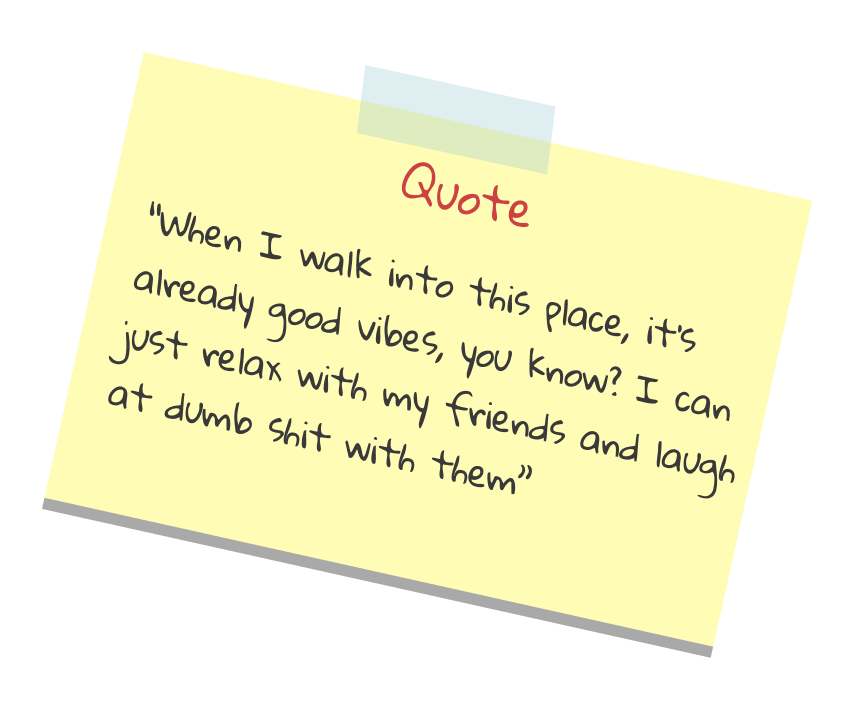 Quote
"When I walk into this place, it's
already good vibes, you know? I can
just relax with my friends and laugh
at dumb shit with them”